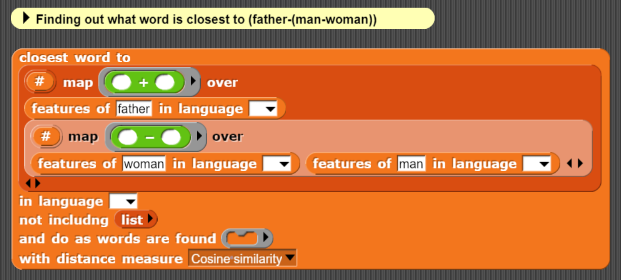 Finding out what word is closest to (father-(man-woman))
closest word to
# map + over
features of father in language
# map − over
features of woman in language features of man in language
in language
not includng list
and do as words are found
with distance measure Cosine similarity